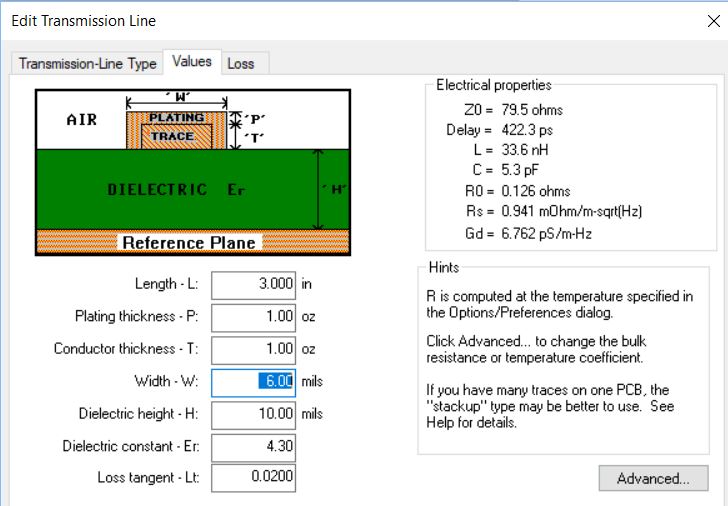 Edit Transmission Line
Transmission-Line Type Values Loss
'W'
AIR
PLATING 'P'
TRACE 'T'
DIELECTRIC Er 'H'
Reference Plane
Length - L: 3.000 in
Plating thickness - P: 1.00 oz
Conductor thickness - T: 1.00 oz
Width - W: 6.00 mils
Dielectric height - H: 10.00 mils
Dielectric constant - Er: 4.30
Loss tangent - Lt: 0.0200
Electrical properties
Z0 = 79.5 ohms
Delay = 422.3 ps
L = 33.6 nH
C = 5.3 pF
R0 = 0.126 ohms
Rs = 0.941 mOhm/m-sqrt(Hz)
Gd = 6.762 pS/m-Hz
Hints
R is computed at the temperature specified in
the Options/Preferences dialog.
Click Advanced... to change the bulk
resistance or temperature coefficient.
If you have many traces on one PCB, the
"stackup" type may be better to use. See
Help for details.
Advanced...